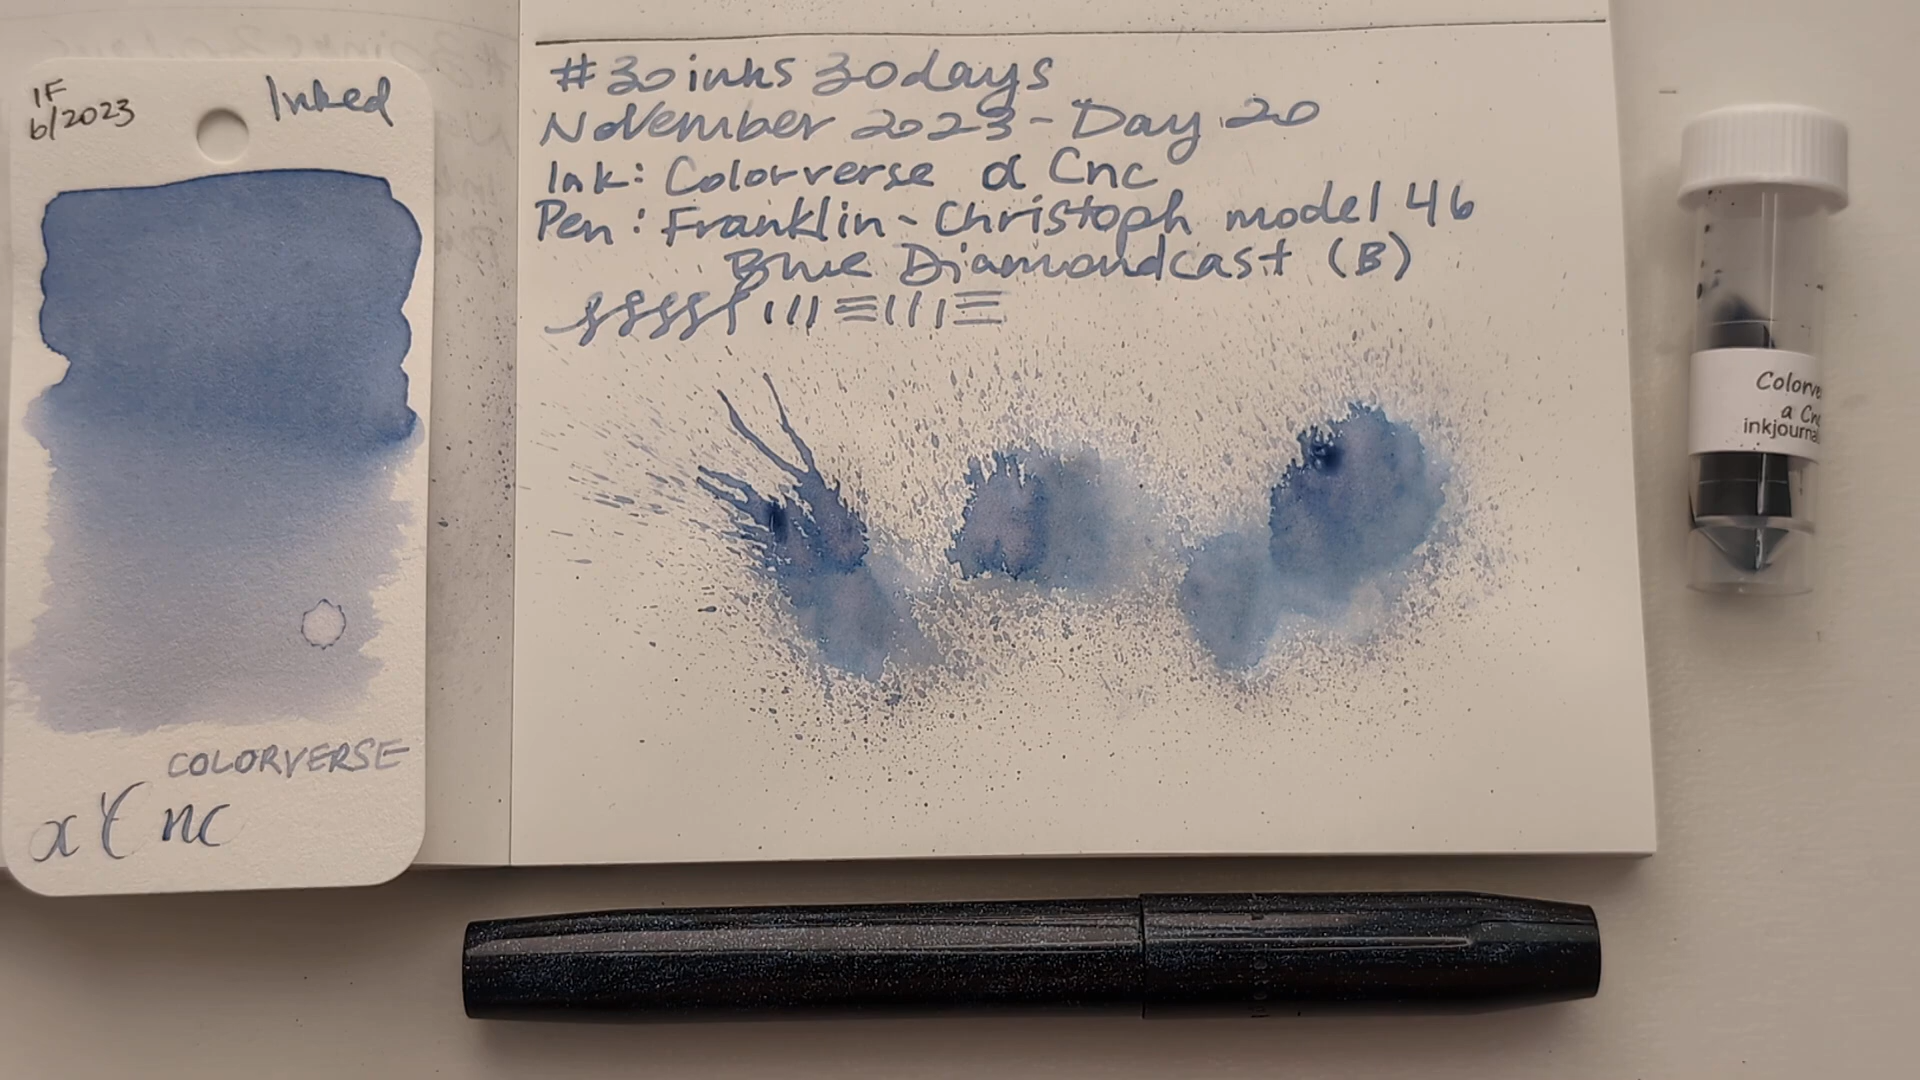 1F
6/2023
Inked
COLORVERSE
α Cnc
#30inks30days
November 2023 - Day 20
Ink: Colorverse α Cnc
Pen: Franklin-Christoph model 46
Blue Diamondcast (B)
Colorve
a Cn
inkjourna